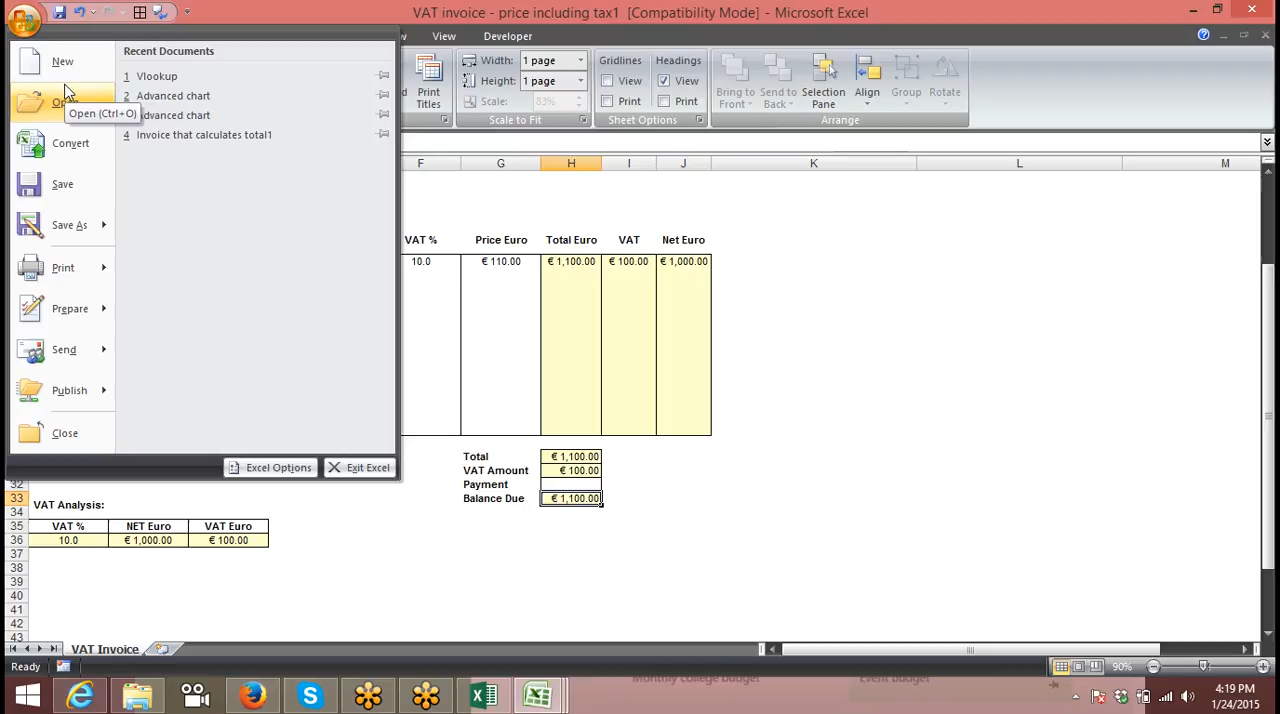 VAT invoice - price including tax1 [Compatibility Mode] - Microsoft Excel
View Developer
New
Open (Ctrl+O)
Convert
Save
Save As
Print
Prepare
Send
Publish
Close
Recent Documents
1 Vlookup
2 Advanced chart
dvanced chart
4 Invoice that calculates total1
Excel Options
Exit Excel
Print Titles
Width: 1 page
Height: 1 page
Scale: 83%
Scale to Fit
Gridlines
View
Print
Headings
View
Print
Sheet Options
Bring to Front
Send to Back
Selection Pane
Align
Group
Rotate
Arrange
F G H I J K L M
VAT % Price Euro Total Euro VAT Net Euro
10.0 € 110.00 € 1,100.00 € 100.00 € 1,000.00
Total € 1,100.00
VAT Amount € 100.00
Payment
Balance Due € 1,100.00
32
33
34
35
36
37
38
39
40
41
42
43
VAT Analysis:
VAT % NET Euro VAT Euro
10.0 € 1,000.00 € 100.00
VAT Invoice
Ready
90%
Monthly college budget
Event budget
4:19 PM
1/24/2015